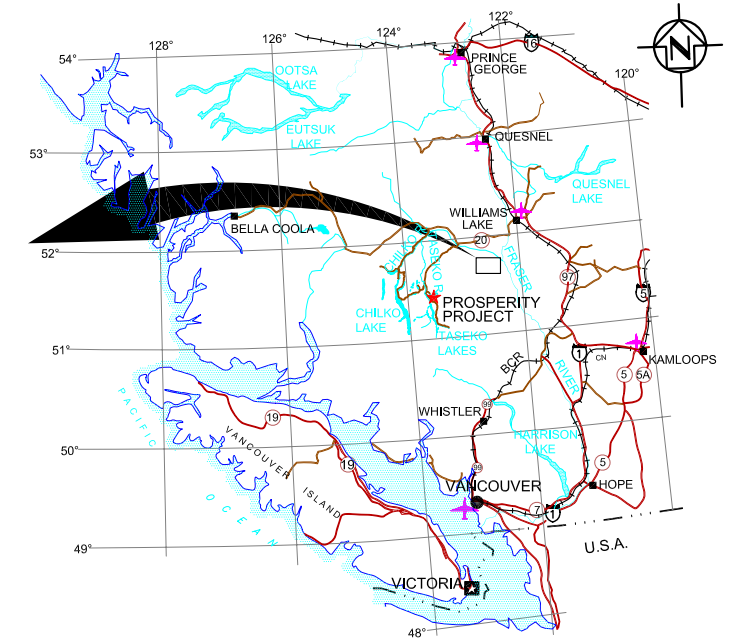 122°
124°
126°
128°
120°
54°
16
PRINCE
GEORGE
N
OOTSA
LAKE
EUTSUK
LAKE
53°
QUESNEL
QUESNEL
LAKE
WILLIAMS
LAKE
BELLA COOLA
20
52°
CHILKO
TASEKO R.
FRASER
97
5
PROSPERITY
PROJECT
CHILKO
LAKE
TASEKO
LAKES
51°
1
CN
KAMLOOPS
BCR
RIVER
5
5A
PACIFIC
OCEAN
19
WHISTLER
99
VANCOUVER
ISLAND
HARRISON
LAKE
50°
19
99
5
VANCOUVER
HOPE
7
1
49°
U.S.A.
VICTORIA
48°